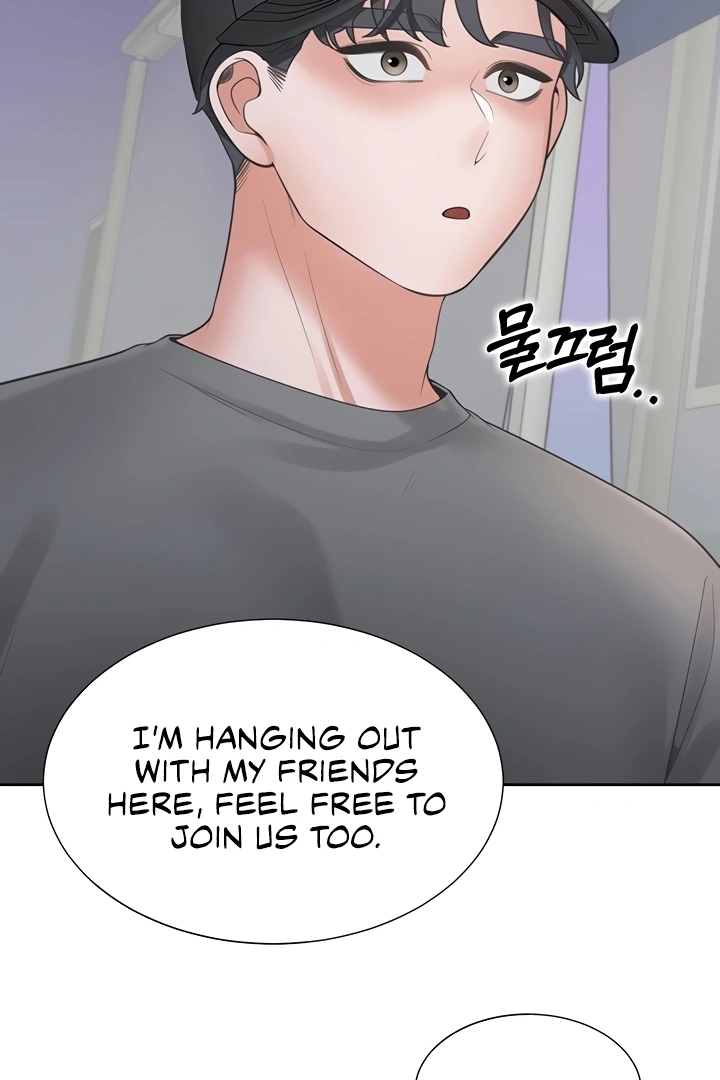 물끄럼..
I'M HANGING OUT
WITH MY FRIENDS
HERE, FEEL FREE TO
JOIN US TOO.